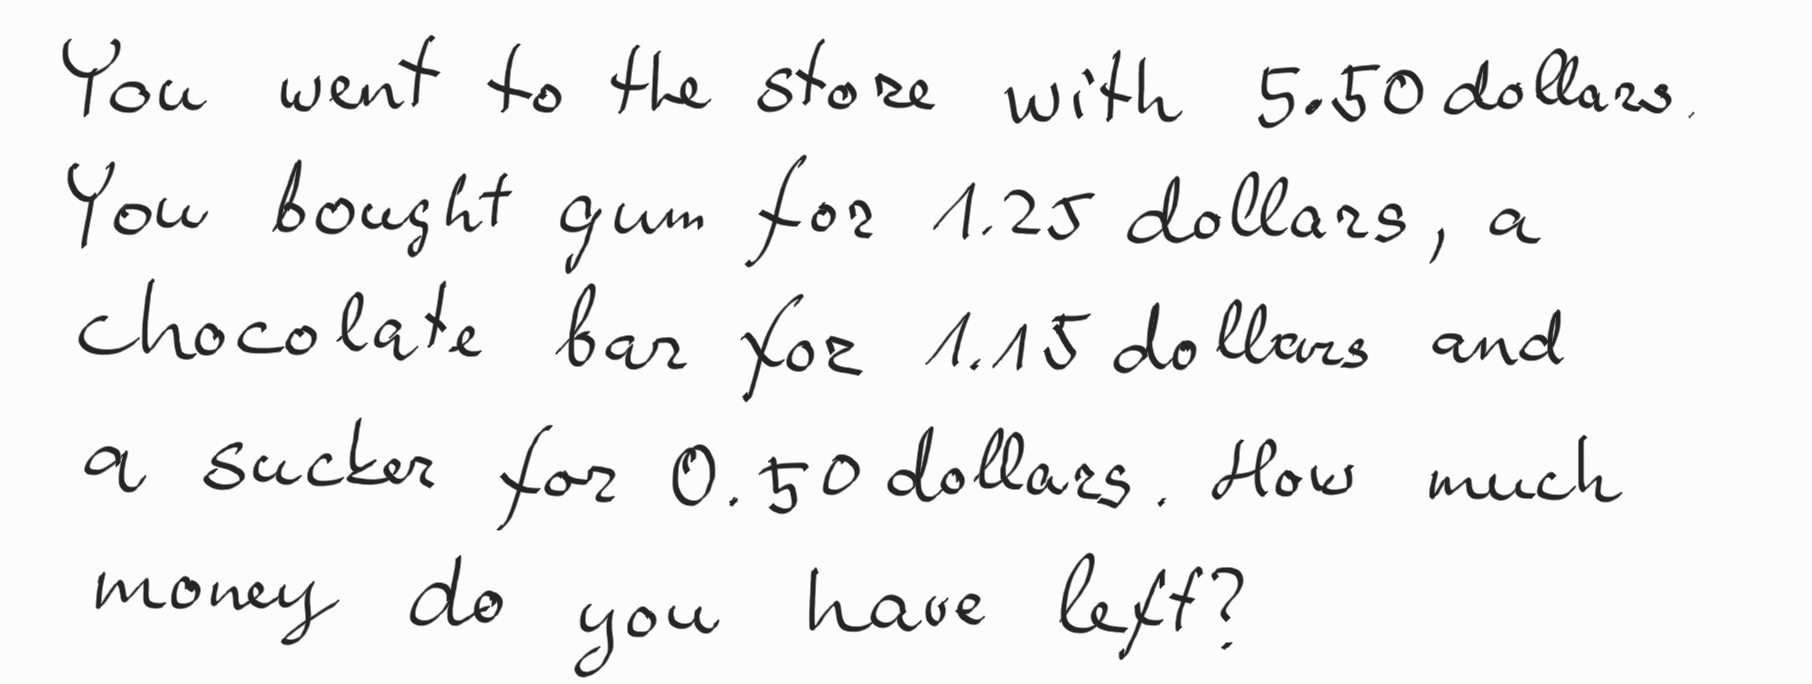 You went to the store with 5.50 dollars.
You bought gum for 1.25 dollars, a
chocolate bar for 1.15 dollars and
a sucker for 0.50 dollars. How much
money do you have left?